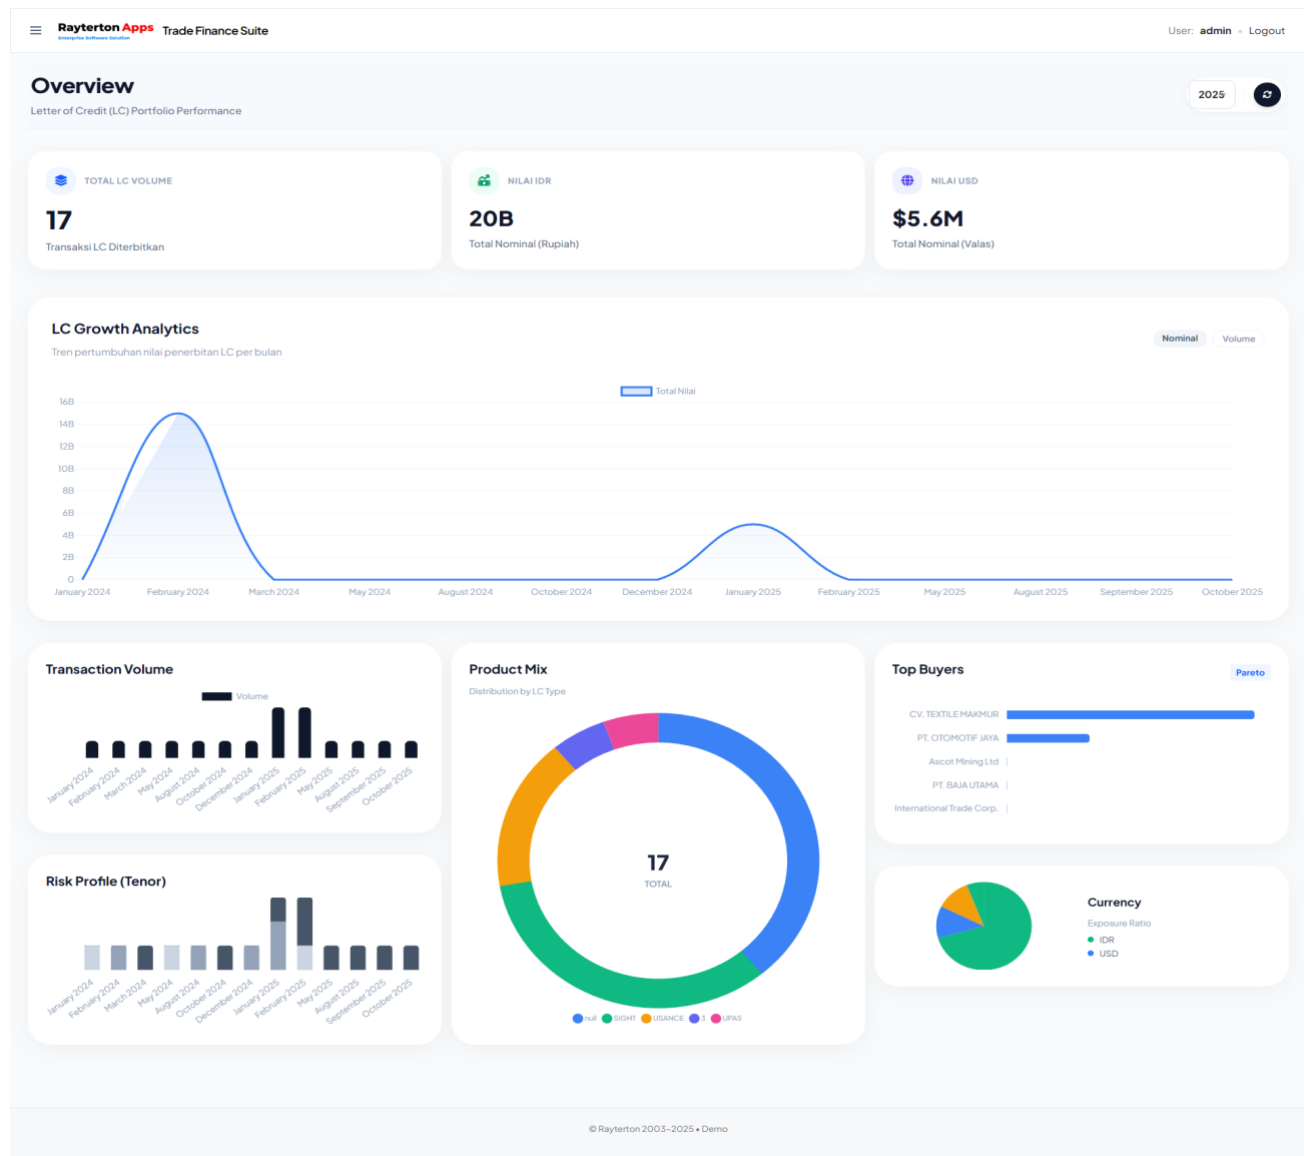 Rayterton Apps
Enterprise Software Solution
Trade Finance Suite
User: admin • Logout
Overview
Letter of Credit (LC) Portfolio Performance
2025
TOTAL LC VOLUME
17
Transaksi LC Diterbitkan
NILAI IDR
20B
Total Nominal (Rupiah)
NILAI USD
$5.6M
Total Nominal (Valas)
LC Growth Analytics
Tren pertumbuhan nilai penerbitan LC per bulan
Nominal
Volume
Total Nilai
16B
14B
12B
10B
8B
6B
4B
2B
0
January 2024 February 2024 March 2024 May 2024 August 2024 October 2024 December 2024 January 2025 February 2025 May 2025 August 2025 September 2025 October 2025
Transaction Volume
Volume
January 2024 February 2024 March 2024 May 2024 August 2024 October 2024 December 2024 January 2025 February 2025 May 2025 August 2025 September 2025 October 2025
Risk Profile (Tenor)
January 2024 February 2024 March 2024 May 2024 August 2024 October 2024 December 2024 January 2025 February 2025 May 2025 August 2025 September 2025 October 2025
Product Mix
Distribution by LC Type
17
TOTAL
null SIGHT USANCE 3 UPAS
Top Buyers
Pareto
CV. TEXTILE MAKMUR
PT. OTOMOTIF JAYA
Ascot Mining Ltd
PT. BAJA UTAMA
International Trade Corp.
Currency
Exposure Ratio
IDR
USD
© Rayterton 2003–2025 • Demo